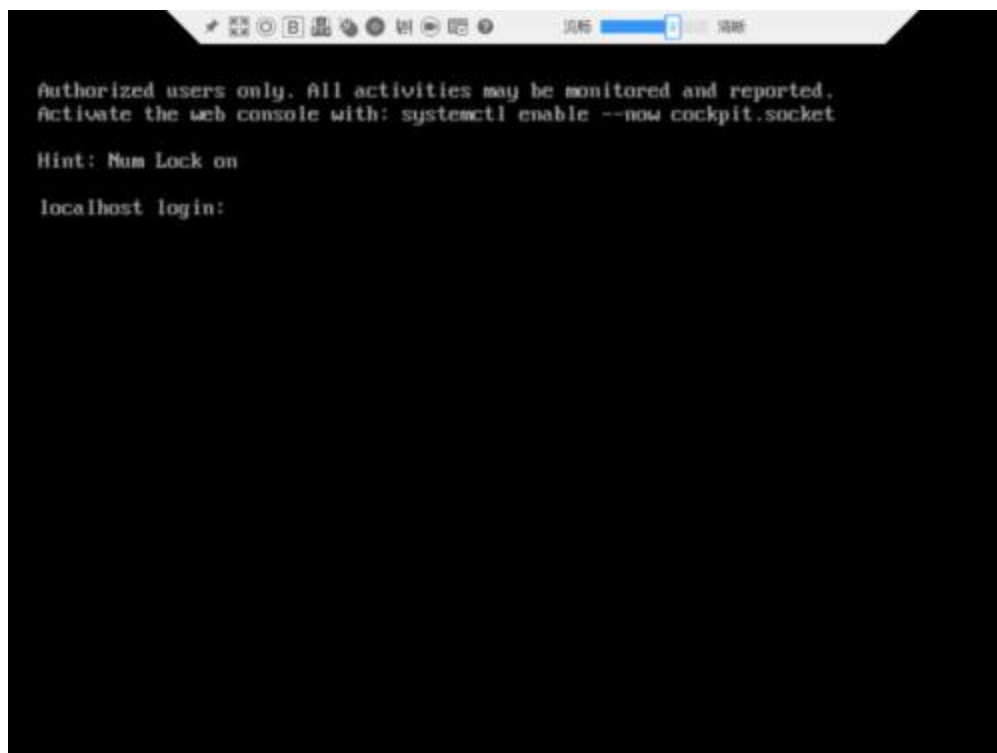 B
流畅 清晰
Authorized users only. All activities may be monitored and reported.
Activate the web console with: systemctl enable --now cockpit.socket
Hint: Num Lock on
localhost login: